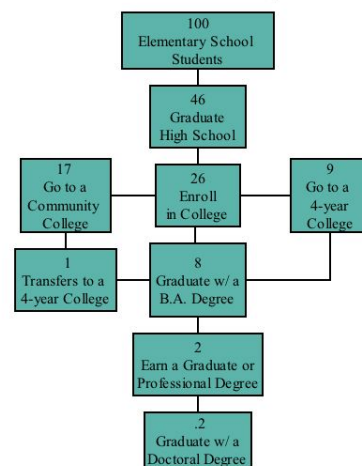 100
Elementary School
Students
46
Graduate
High School
17
Go to a
Community
College
26
Enroll
in College
9
Go to a
4-year
College
1
Transfers to a
4-year College
8
Graduate w/ a
B.A. Degree
2
Earn a Graduate or
Professional Degree
.2
Graduate w/ a
Doctoral Degree